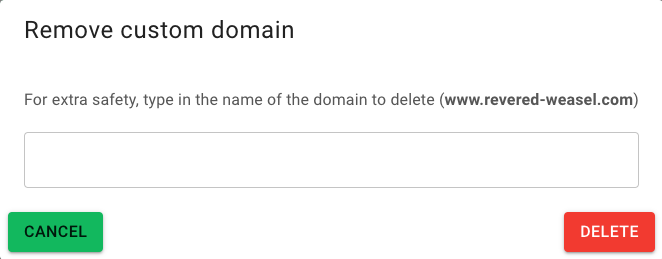 Remove custom domain
For extra safety, type in the name of the domain to delete (www.revered-weasel.com)
CANCEL
DELETE